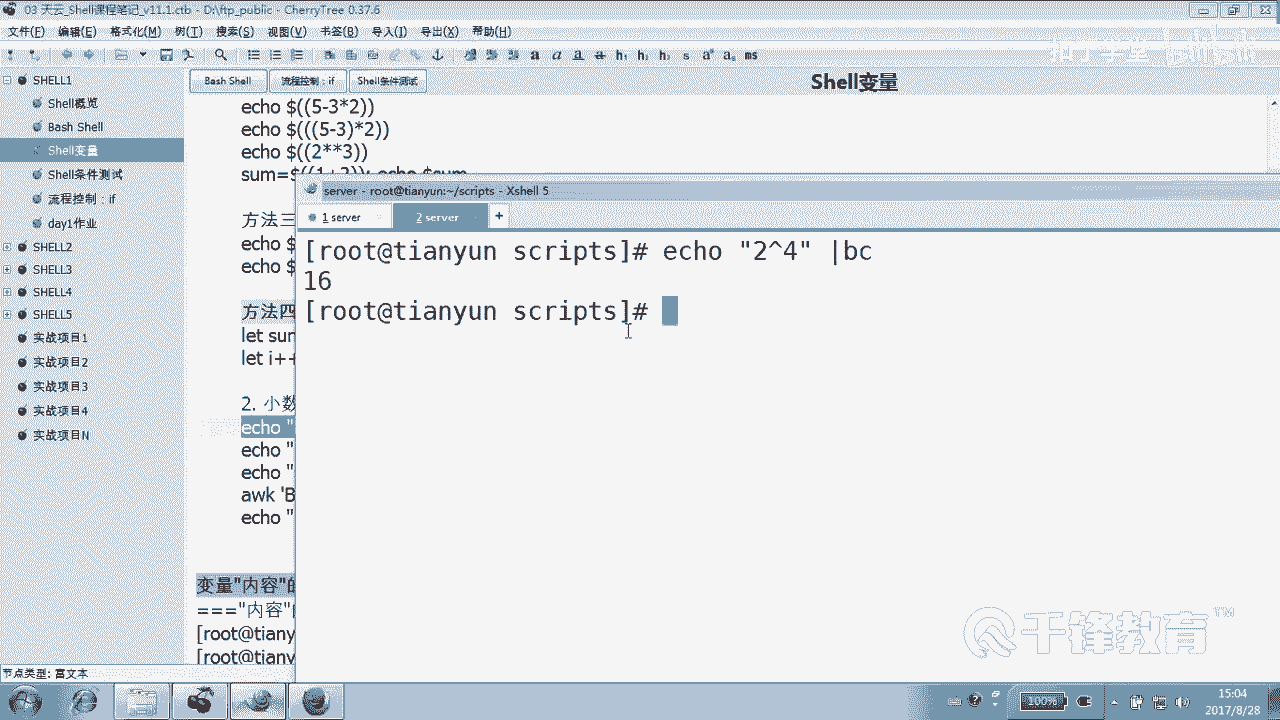 03 天云_Shell课程笔记_v11.1.ctb - D:\ftp_public - CherryTree 0.37.6
文件(F) 编辑(E) 格式化(M) 树(T) 搜索(S) 视图(V) 书签(B) 导入(I) 导出(X) 帮助(H)
SHELL1
Shell概览
Bash Shell
Shell变量
Shell条件测试
流程控制：if
day1作业
SHELL2
SHELL3
SHELL4
SHELL5
实战项目1
实战项目2
实战项目3
实战项目4
实战项目N
节点类型: 富文本
Bash Shell 流程控制：if Shell条件测试
Shell变量
echo $((5-3*2))
echo $(((5-3)*2))
echo $((2**3))
sum=$((1+2)); echo $sum
方法三
echo $
echo $
方法四
let sun
let i++
2. 小数
echo "
echo "
echo "
awk 'B
echo "
变量"内容"的
==="内容"的
[root@tiany
[root@tiany
server - root@tianyun:~/scripts - Xshell 5
1 server 2 server +
[root@tianyun scripts]# echo "2^4" |bc
16
[root@tianyun scripts]#
千锋教育 TM
100%
15:04
2017/8/28